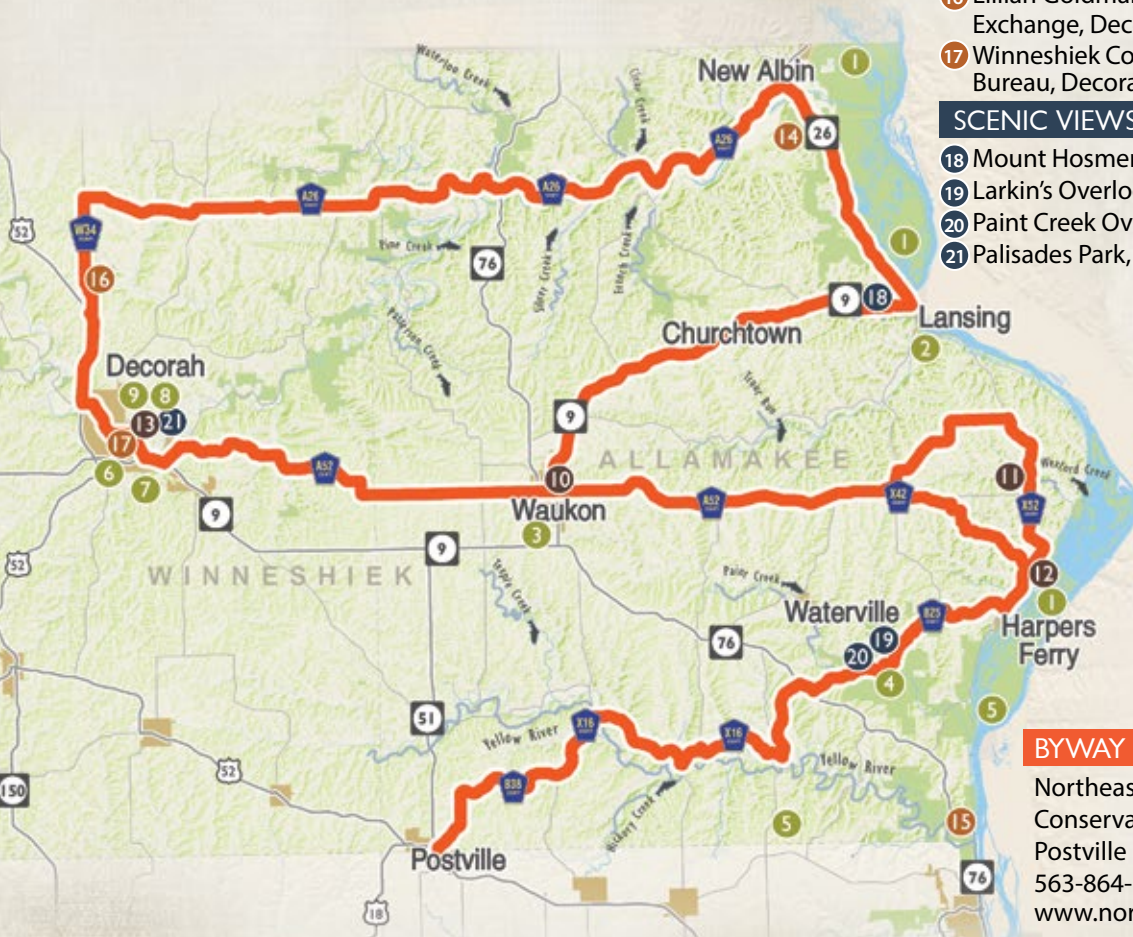 16 Lillian Goldman
Exchange, Dec
17 Winneshiek Co
Bureau, Decora
SCENIC VIEWS
18 Mount Hosmer
19 Larkin's Overlo
20 Paint Creek Ov
21 Palisades Park,
Waterloo Creek
Clear Creek
New Albin
1
A26
14
26
52
W34
A26
A26
16
Pine Creek
76
Silver Creek
French Creek
1
9
18
Lansing
2
Churchtown
Patterson Creek
Decorah
9
8
13
21
17
6
7
9
Trout Run
ALLAMAKEE
A52
10
Waukon
3
A52
X42
11
X52
Wexford Creek
9
9
52
WINNESHIEK
Teeple Creek
Paint Creek
12
1
Harpers
Ferry
Waterville
B25
19
20
4
76
5
51
Yellow River
X16
X16
Yellow River
B38
Hickory Creek
5
15
52
150
Postville
18
76
BYWAY
Northeas
Conserva
Postville
563-864-
www.nor